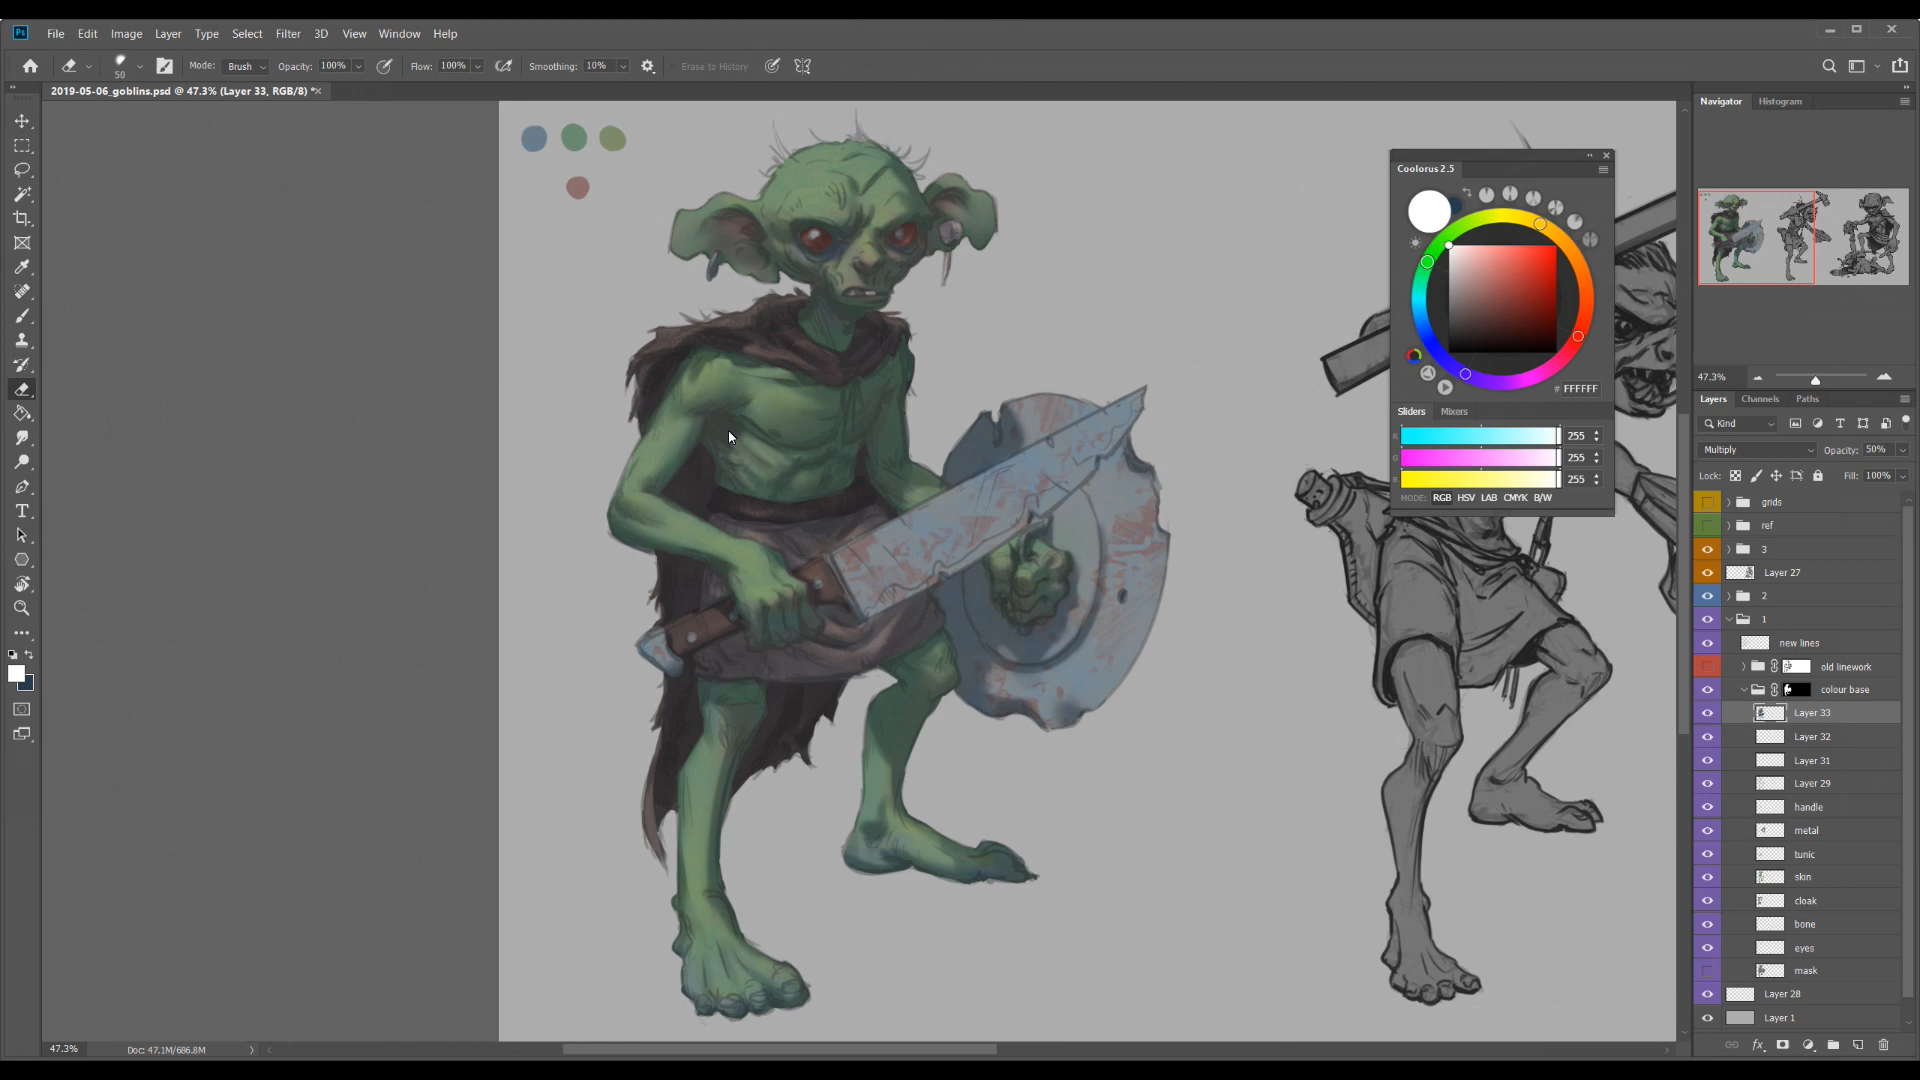 Ps File Edit Image Layer Type Select Filter 3D View Window Help
50 Mode: Brush Opacity: 100% Flow: 100% Smoothing: 10% Erase to History
2019-05-06_goblins.psd @ 47.3% (Layer 33, RGB/8) *
Navigator Histogram
Coolorus 2.5
# FFFFFF
47.3%
Sliders Mixers
Layers Channels Paths
Kind
R 255
Multiply Opacity: 50%
G 255
Lock: Fill: 100%
B 255
MODE: RGB HSV LAB CMYK B/W
grids
ref
3
Layer 27
2
1
new lines
old linework
colour base
Layer 33
Layer 32
Layer 31
Layer 29
handle
metal
tunic
skin
cloak
bone
eyes
mask
Layer 28
Layer 1
47.3% Doc: 47.1M/686.8M
fx